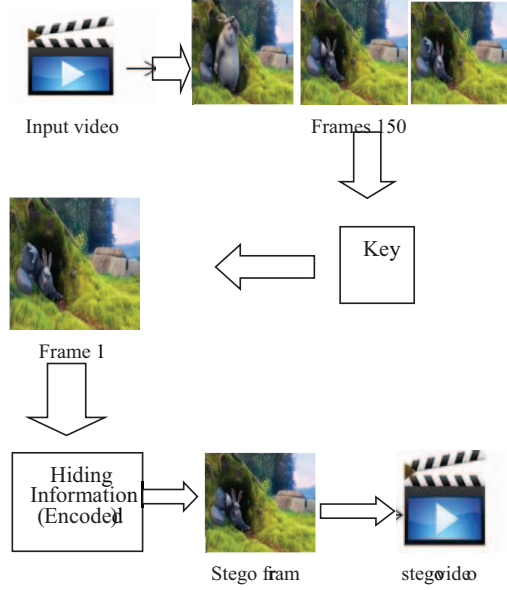 Input video
Frames 150
Key
Frame 1
Hiding
Information
(Encoded)
Stego fram
stegovideo